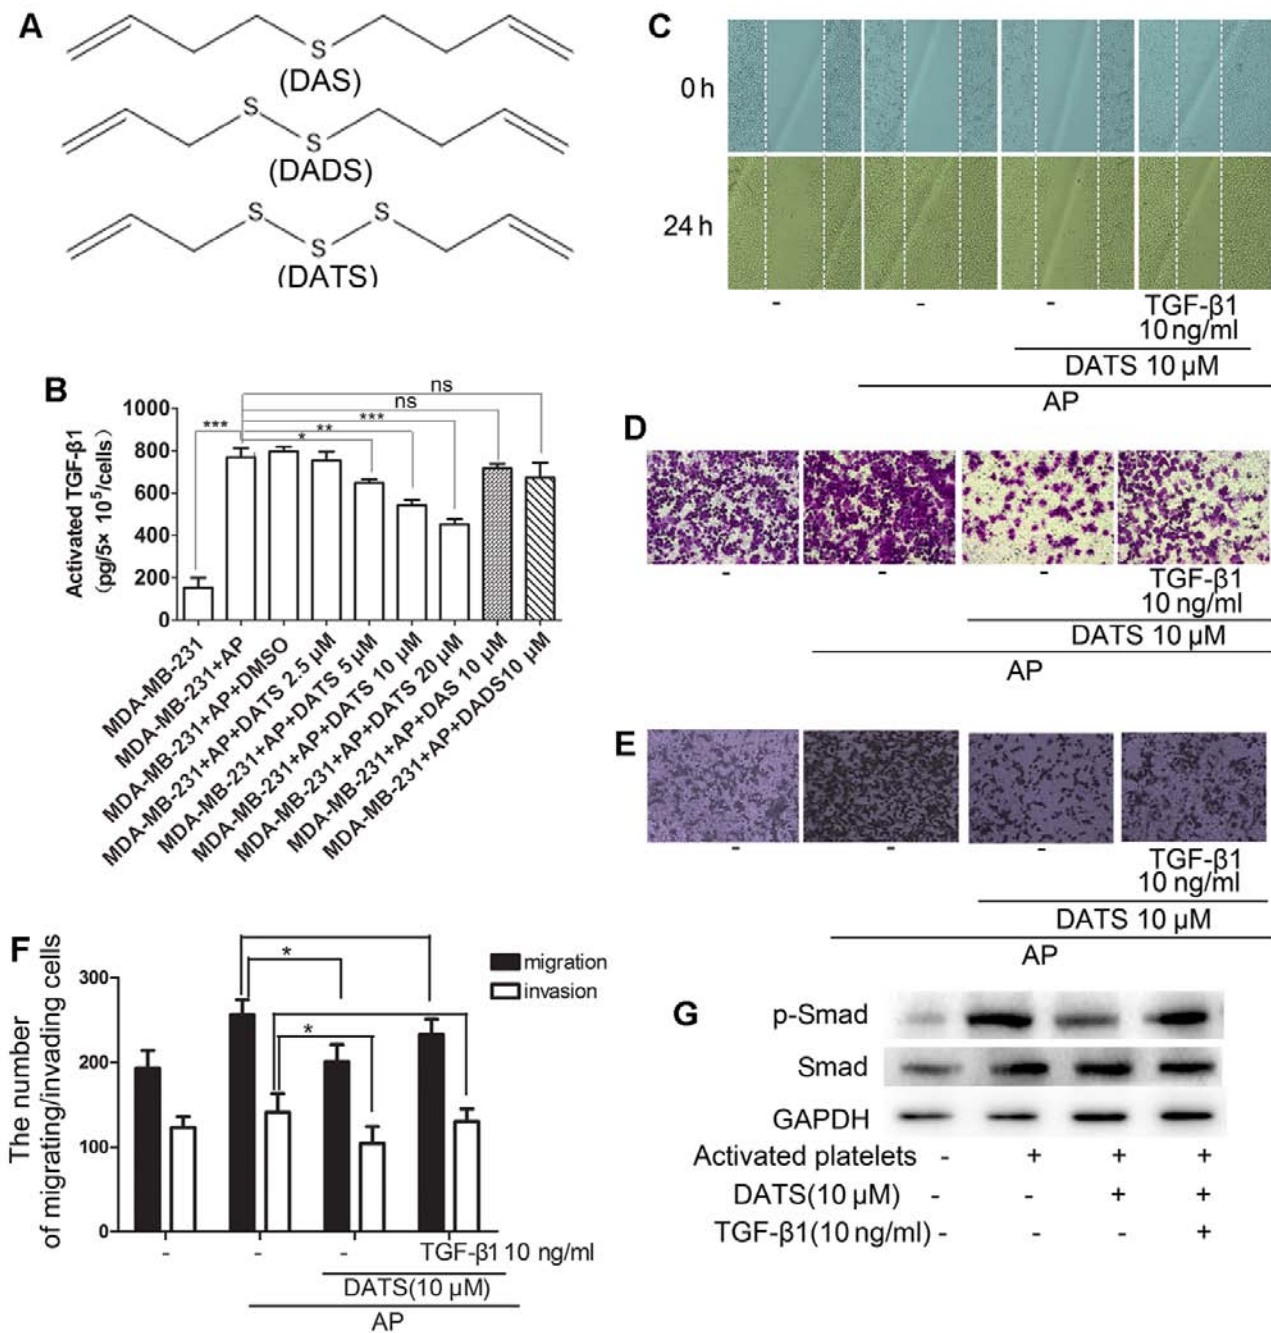 A
S
(DAS)
S
S
(DADS)
S
S
S
(DATS)
B
Activated TGF-β1
(pg/5× 10⁵/cells)
1000
800
600
400
200
0
***
*
**
***
ns
ns
MDA-MB-231
MDA-MB-231+AP
MDA-MB-231+AP+DMSO
MDA-MB-231+AP+DATS 2.5 μM
MDA-MB-231+AP+DATS 5 μM
MDA-MB-231+AP+DATS 10 μM
MDA-MB-231+AP+DATS 20 μM
MDA-MB-231+AP+DAS 10 μM
MDA-MB-231+AP+DADS10 μM
C
0 h
24 h
- - - TGF-β1
10 ng/ml
DATS 10 μM
AP
D
- - - TGF-β1
10 ng/ml
DATS 10 μM
AP
E
- - - TGF-β1
10 ng/ml
DATS 10 μM
AP
F
The number
of migrating/invading cells
300
200
100
0
*
*
migration
invasion
- - - TGF-β1 10 ng/ml
DATS(10 μM)
AP
G
p-Smad
Smad
GAPDH
Activated platelets - + + +
DATS(10 μM) - - + +
TGF-β1(10 ng/ml) - - - +